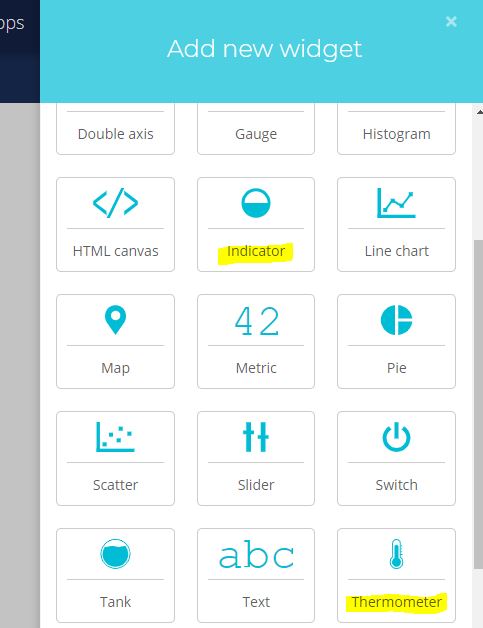 Add new widget
×
Double axis
Gauge
Histogram
</>
HTML canvas
Indicator
Line chart
42
Map
Metric
Pie
Scatter
Slider
Switch
abc
Tank
Text
Thermometer